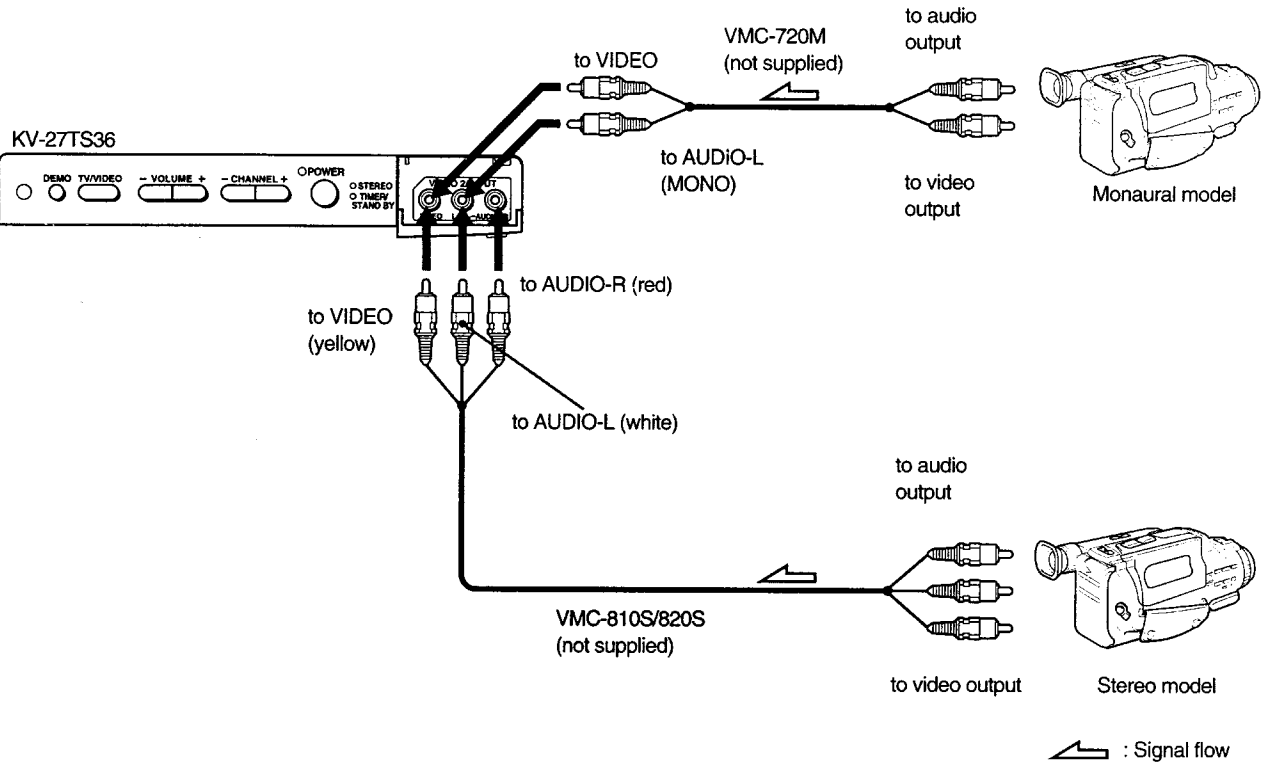 to audio
output
VMC-720M
(not supplied)
to VIDEO
KV-27TS36
to AUDiO-L
(MONO)
to video
output
Monaural model
DEMO TV/VIDEO – VOLUME + – CHANNEL + POWER
STEREO
TIMER/
STAND BY
to AUDIO-R (red)
to VIDEO
(yellow)
to AUDIO-L (white)
to audio
output
VMC-810S/820S
(not supplied)
to video output
Stereo model
: Signal flow